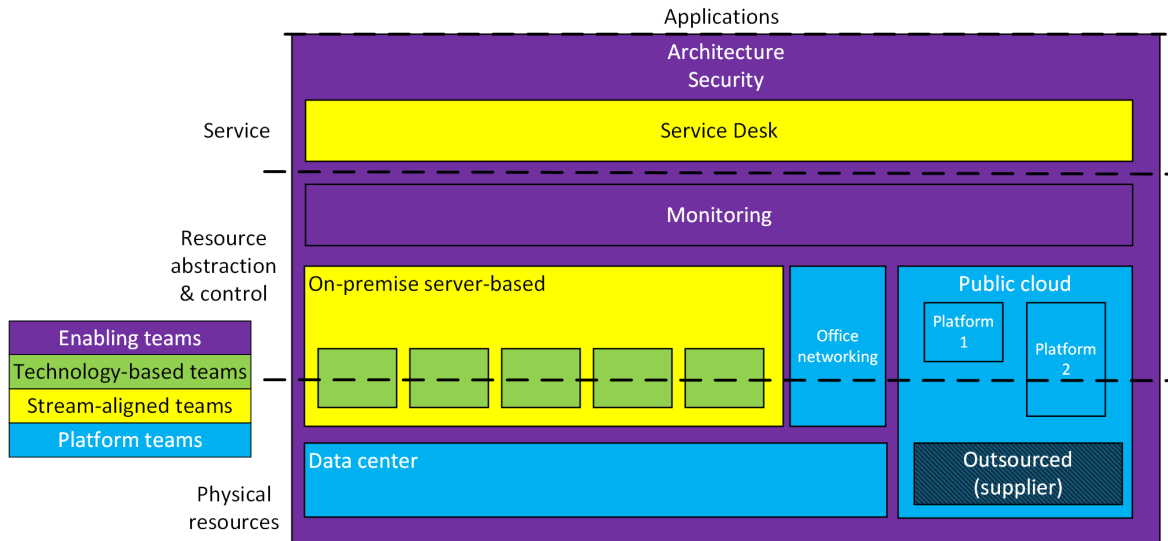 Applications
Architecture
Security
Service
Service Desk
Monitoring
Resource
abstraction
& control
On-premise server-based
Office
networking
Public cloud
Platform
1
Platform
2
Enabling teams
Technology-based teams
Stream-aligned teams
Platform teams
Data center
Outsourced
(supplier)
Physical
resources